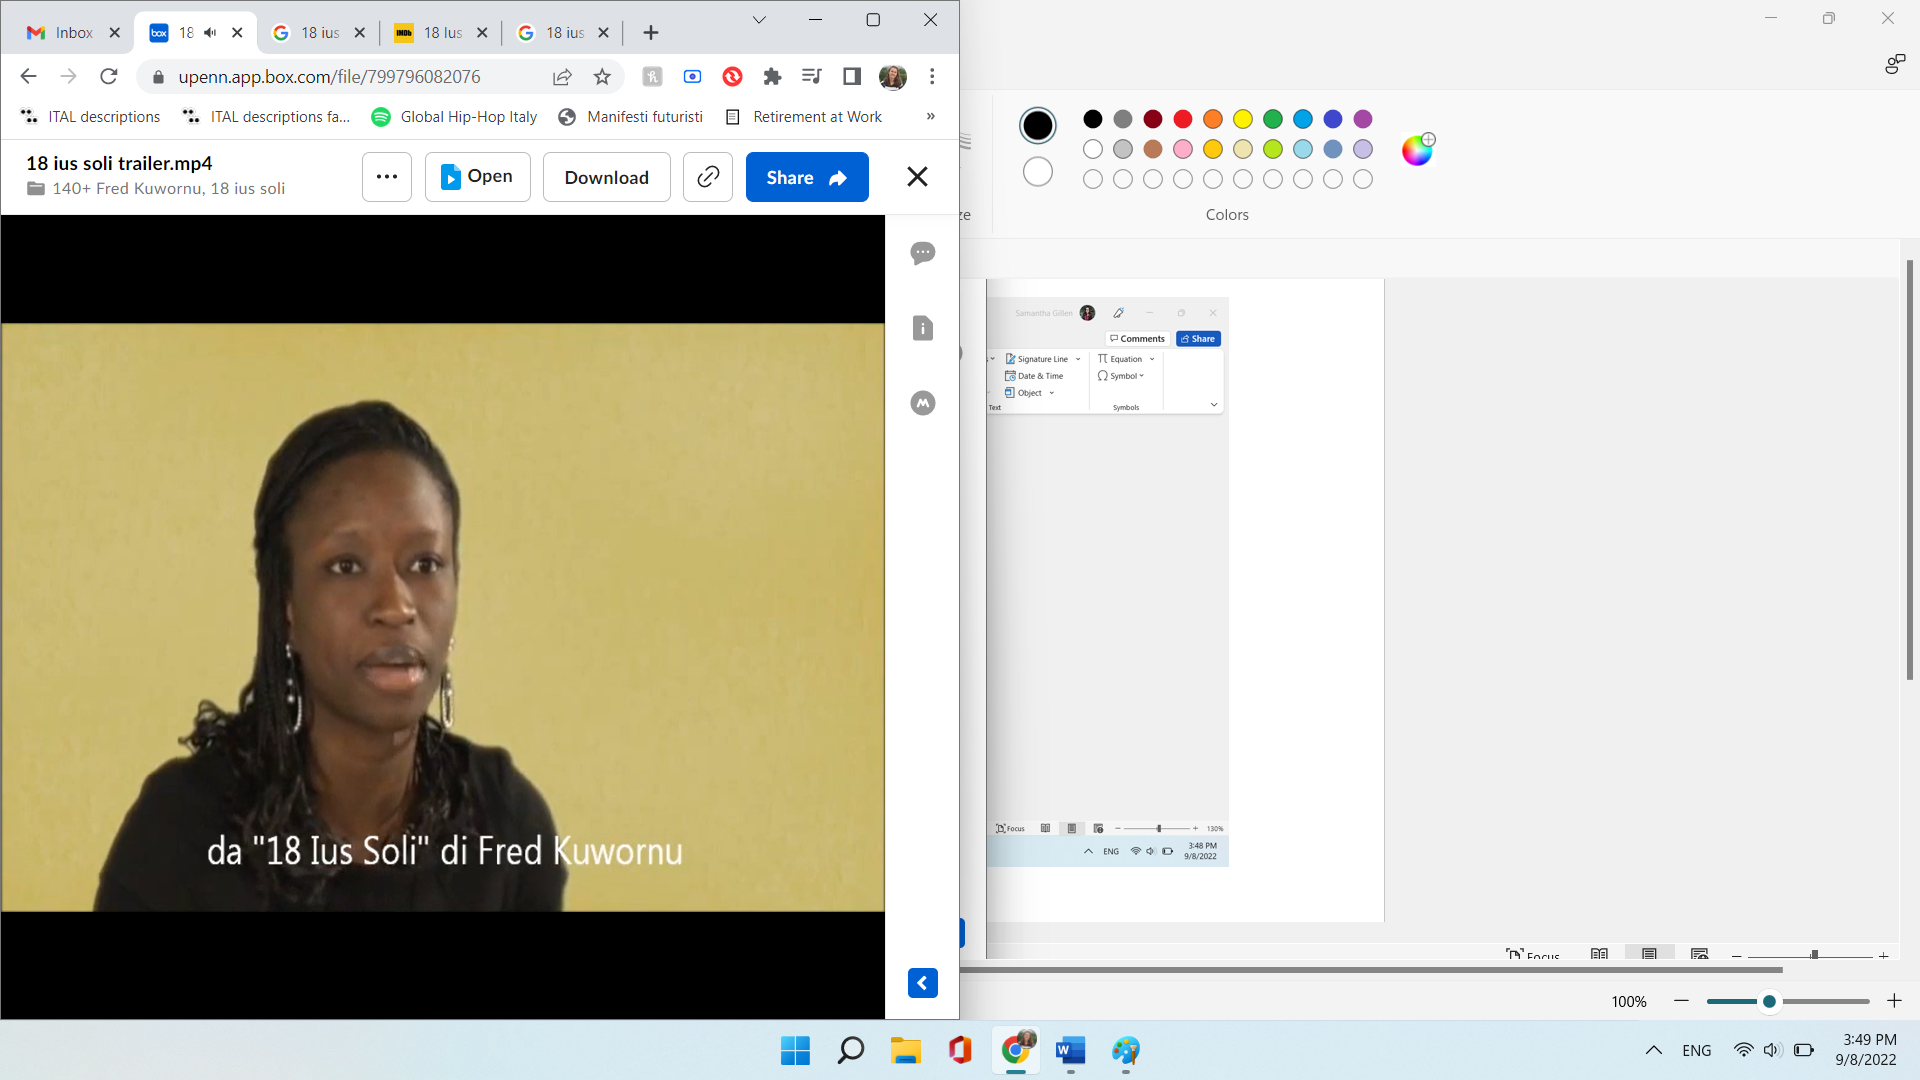 Inbox
18
18 ius
18 Ius
18 ius
upenn.app.box.com/file/799796082076
ITAL descriptions
ITAL descriptions fa...
Global Hip-Hop Italy
Manifesti futuristi
Retirement at Work
»
18 ius soli trailer.mp4
140+ Fred Kuwornu, 18 ius soli
Open
Download
Share
da "18 Ius Soli" di Fred Kuwornu
ze
Colors
Samantha Gillen
Comments
Share
Signature Line
Equation
Date & Time
Symbol
Object
Text
Symbols
Focus
130%
ENG
3:48 PM
9/8/2022
Focus
100%
ENG
3:49 PM
9/8/2022